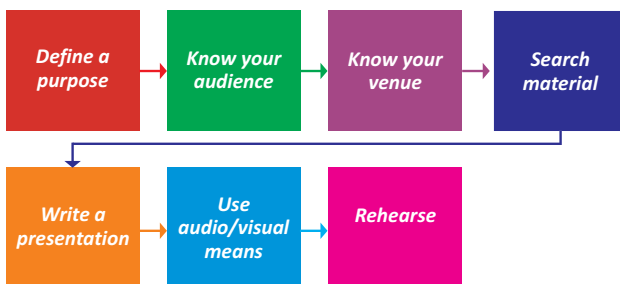 Define a
purpose
Know your
audience
Know your
venue
Search
material
Write a
presentation
Use
audio/visual
means
Rehearse